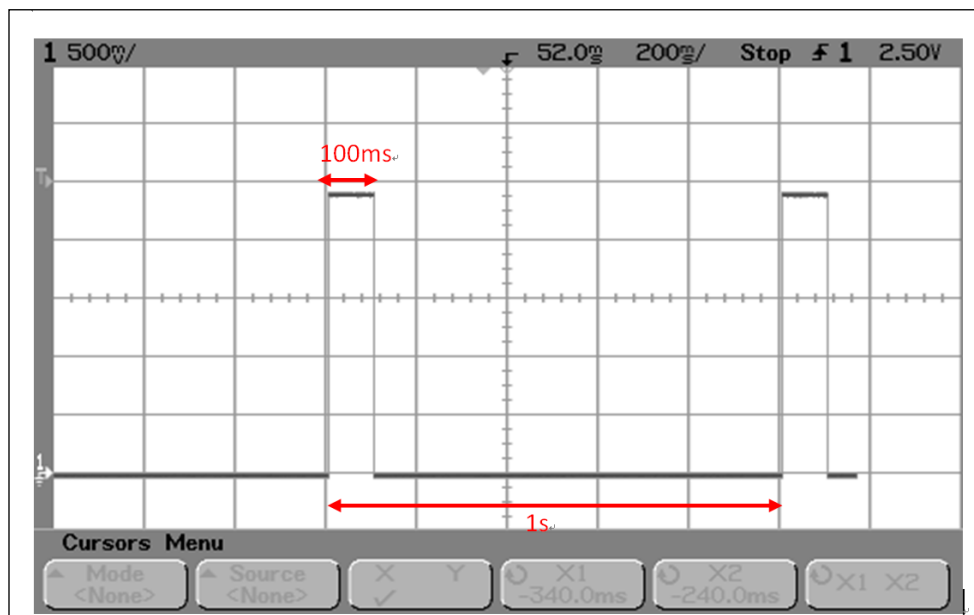 1 500mV/ 52.0ms 200ms/ Stop 1 2.50V
100ms
T
1
1s
Cursors Menu
Mode Source X Y X1 X2 X1 X2
<None> <None> ✓ -340.0ms -240.0ms